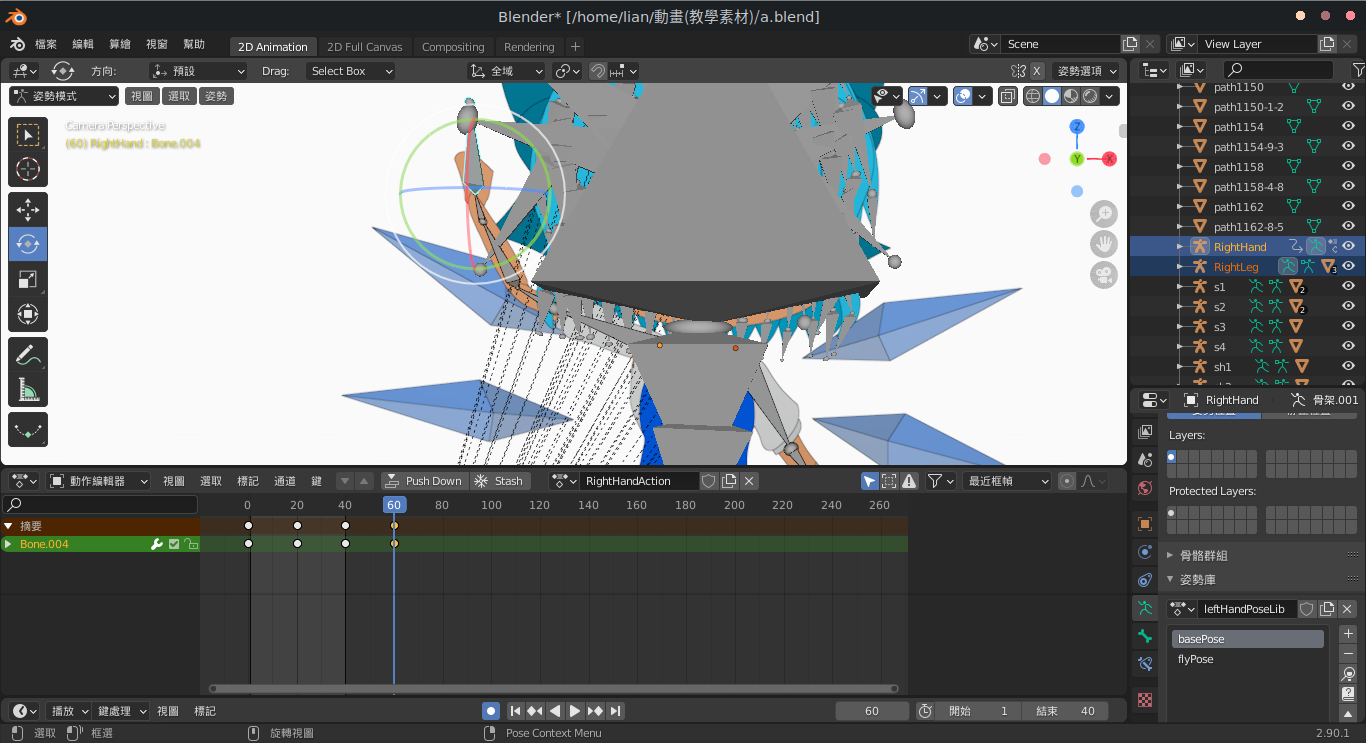 Blender* [/home/lian/動畫(教學素材)/a.blend]
檔案 編輯 算繪 視窗 幫助 2D Animation 2D Full Canvas Compositing Rendering + Scene View Layer
方向: 預設 Drag: Select Box 全域 X 姿勢選項
姿勢模式 視圖 選取 姿勢
Camera Perspective
(60) RightHand : Bone.004
Z
Y
X
path1150
path1150-1-2
path1154
path1154-9-3
path1158
path1158-4-8
path1162
path1162-8-5
RightHand
RightLeg 3
s1 2
s2 2
s3
s4
sh1
RightHand 骨架.001
Layers:
Protected Layers:
骨骼群組
姿勢庫
leftHandPoseLib
basePose
flyPose
動作編輯器 視圖 選取 標記 通道 鍵 Push Down Stash RightHandAction 最近框幀
0 20 40 60 80 100 120 140 160 180 200 220 240 260
摘要
Bone.004
播放 鍵處理 視圖 標記 60 開始 1 結束 40
選取 框選 旋轉視圖 Pose Context Menu 2.90.1